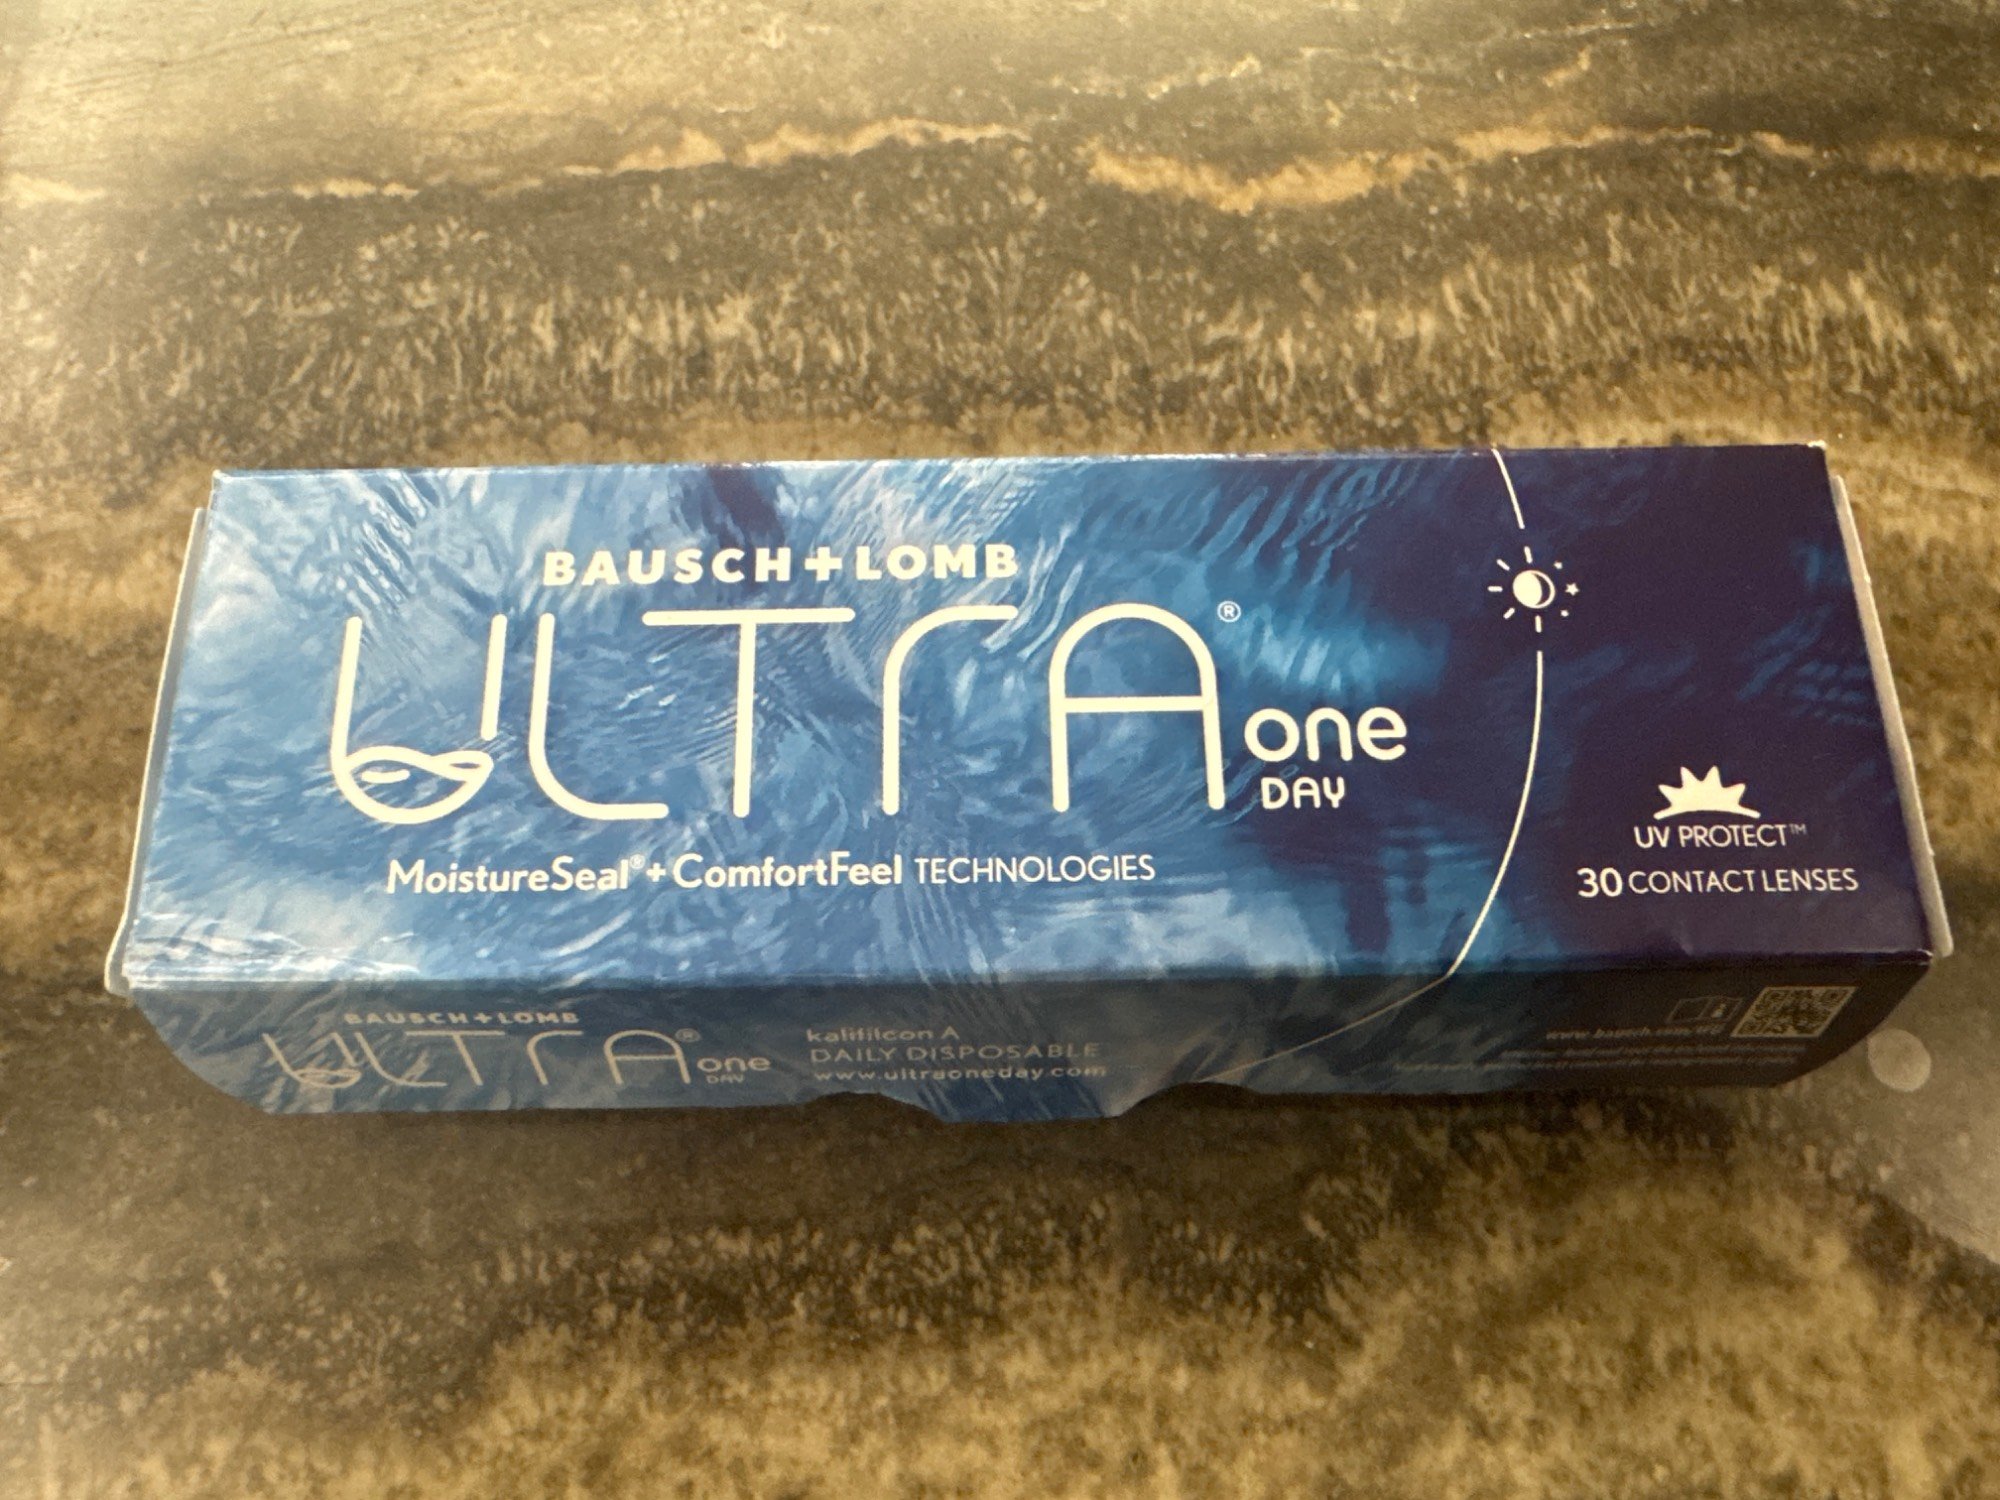 BAUSCH+LOMB
ULTRA®
one
DAY
MoistureSeal®+ComfortFeel TECHNOLOGIES
UV PROTECT™
30 CONTACT LENSES
BAUSCH+LOMB
ULTRA®
one
DAY
kalifilcon A
DAILY DISPOSABLE
www.ultraoneday.com